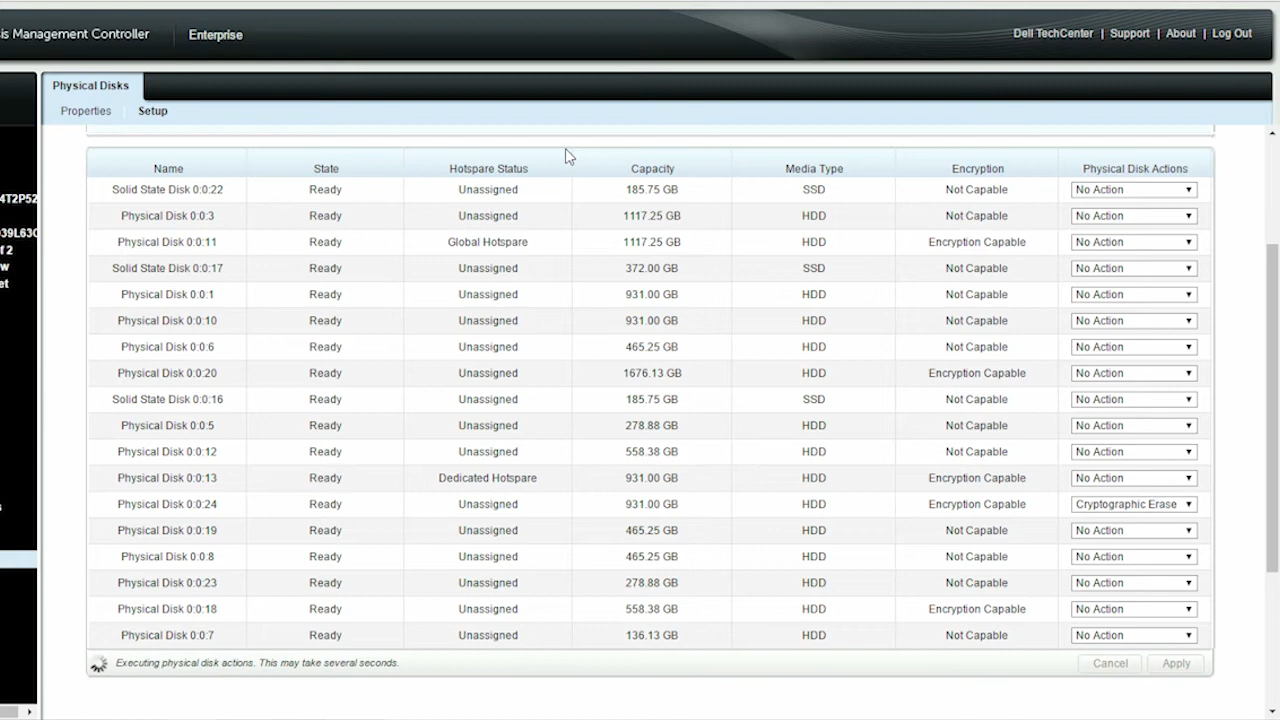 sis Management Controller Enterprise Dell TechCenter | Support | About | Log Out
Physical Disks
Properties Setup
4T2P52
039L63C
f 2
w
et
s
Name State Hotspare Status Capacity Media Type Encryption Physical Disk Actions
Solid State Disk 0:0:22 Ready Unassigned 185.75 GB SSD Not Capable No Action
Physical Disk 0:0:3 Ready Unassigned 1117.25 GB HDD Not Capable No Action
Physical Disk 0:0:11 Ready Global Hotspare 1117.25 GB HDD Encryption Capable No Action
Solid State Disk 0:0:17 Ready Unassigned 372.00 GB SSD Not Capable No Action
Physical Disk 0:0:1 Ready Unassigned 931.00 GB HDD Not Capable No Action
Physical Disk 0:0:10 Ready Unassigned 931.00 GB HDD Not Capable No Action
Physical Disk 0:0:6 Ready Unassigned 465.25 GB HDD Not Capable No Action
Physical Disk 0:0:20 Ready Unassigned 1676.13 GB HDD Encryption Capable No Action
Solid State Disk 0:0:16 Ready Unassigned 185.75 GB SSD Not Capable No Action
Physical Disk 0:0:5 Ready Unassigned 278.88 GB HDD Not Capable No Action
Physical Disk 0:0:12 Ready Unassigned 558.38 GB HDD Not Capable No Action
Physical Disk 0:0:13 Ready Dedicated Hotspare 931.00 GB HDD Encryption Capable No Action
Physical Disk 0:0:24 Ready Unassigned 931.00 GB HDD Encryption Capable Cryptographic Erase
Physical Disk 0:0:19 Ready Unassigned 465.25 GB HDD Not Capable No Action
Physical Disk 0:0:8 Ready Unassigned 465.25 GB HDD Not Capable No Action
Physical Disk 0:0:23 Ready Unassigned 278.88 GB HDD Not Capable No Action
Physical Disk 0:0:18 Ready Unassigned 558.38 GB HDD Encryption Capable No Action
Physical Disk 0:0:7 Ready Unassigned 136.13 GB HDD Not Capable No Action
Executing physical disk actions. This may take several seconds. Cancel Apply